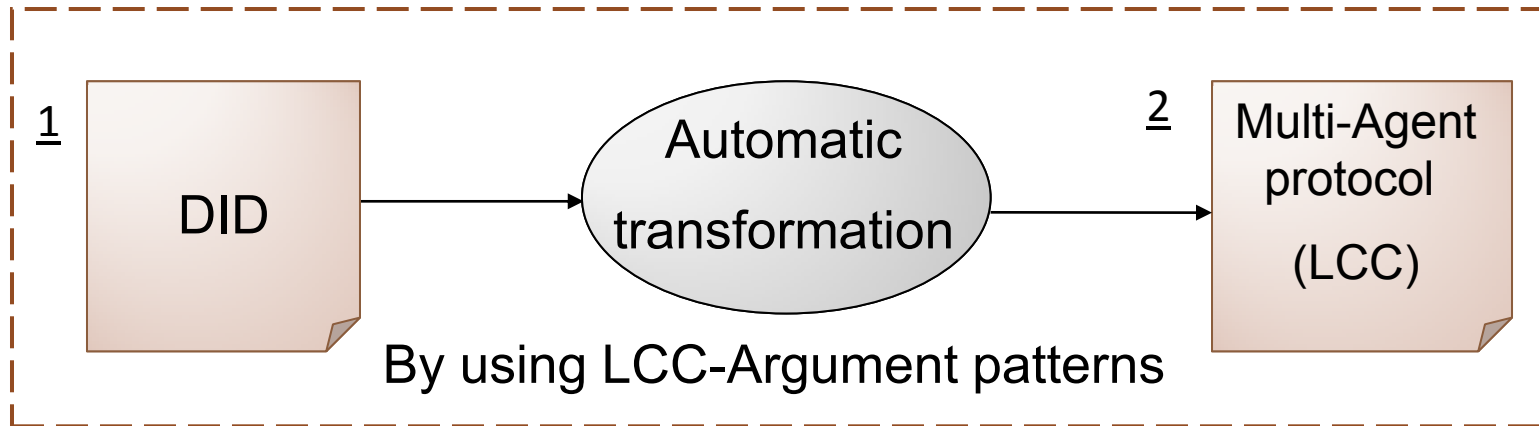 1
DID
Automatic
transformation
2
Multi-Agent
protocol
(LCC)
By using LCC-Argument patterns